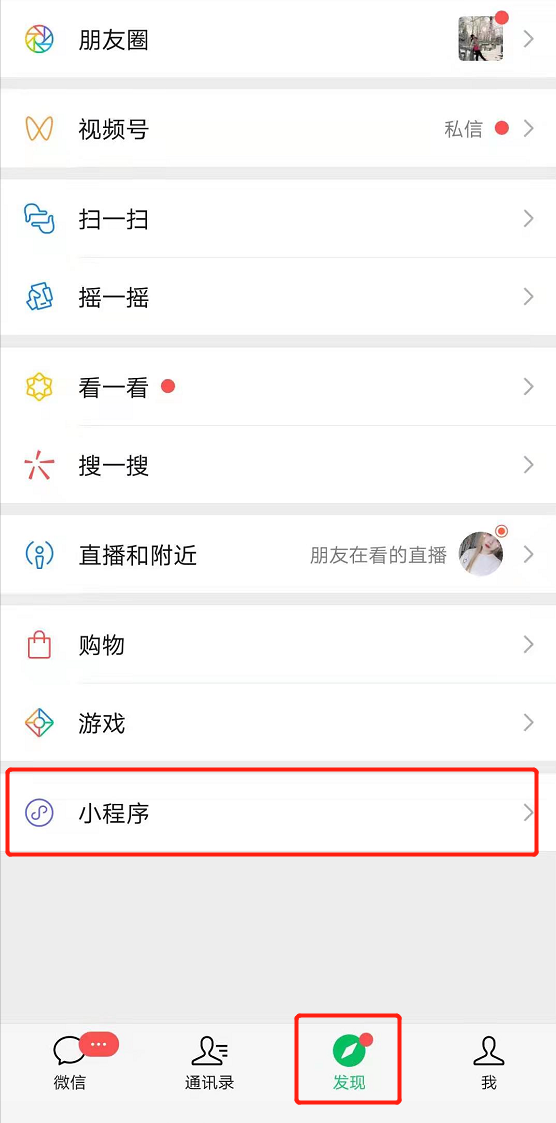 朋友圈
视频号 私信
扫一扫
摇一摇
看一看
搜一搜
直播和附近 朋友在看的直播
购物
游戏
小程序
微信 通讯录 发现 我